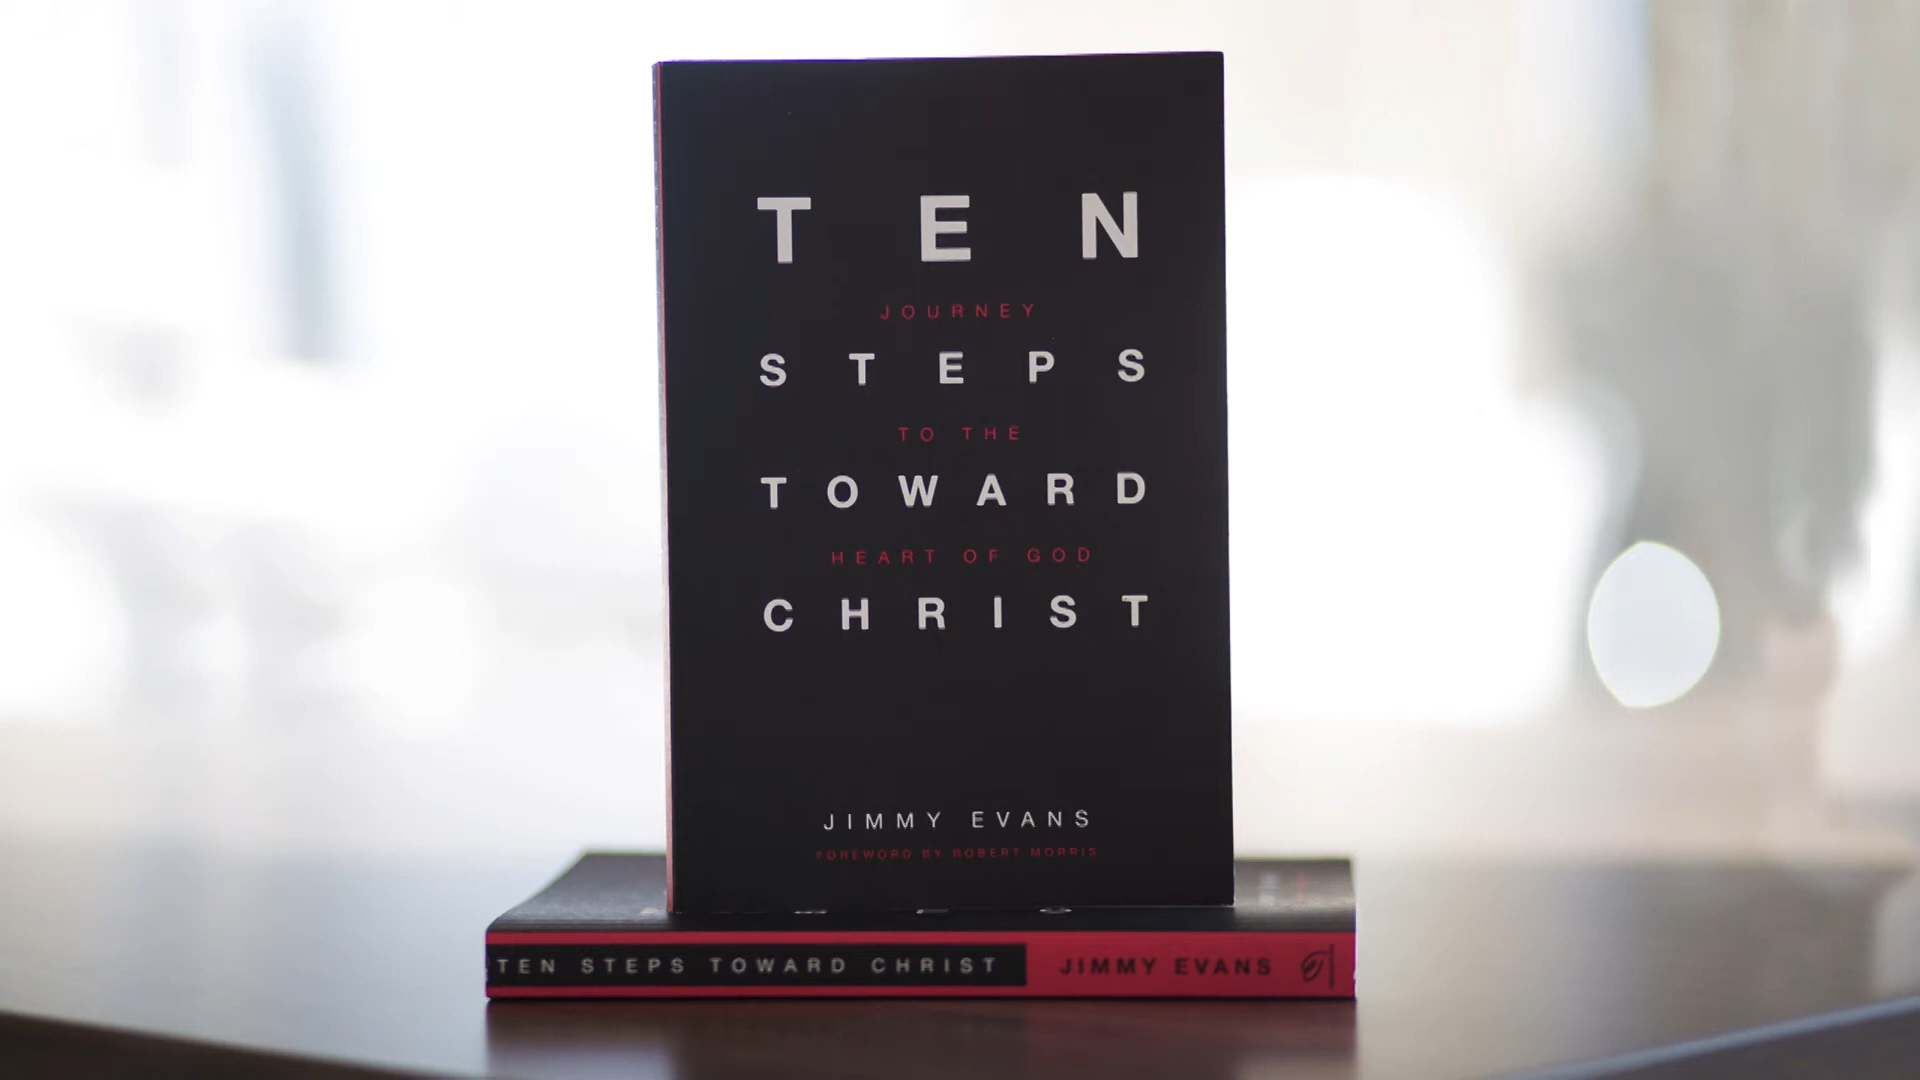 TEN
JOURNEY
STEPS
TO THE
TOWARD
HEART OF GOD
CHRIST
JIMMY EVANS
FOREWORD BY ROBERT MORRIS
TEN STEPS TOWARD CHRIST JIMMY EVANS